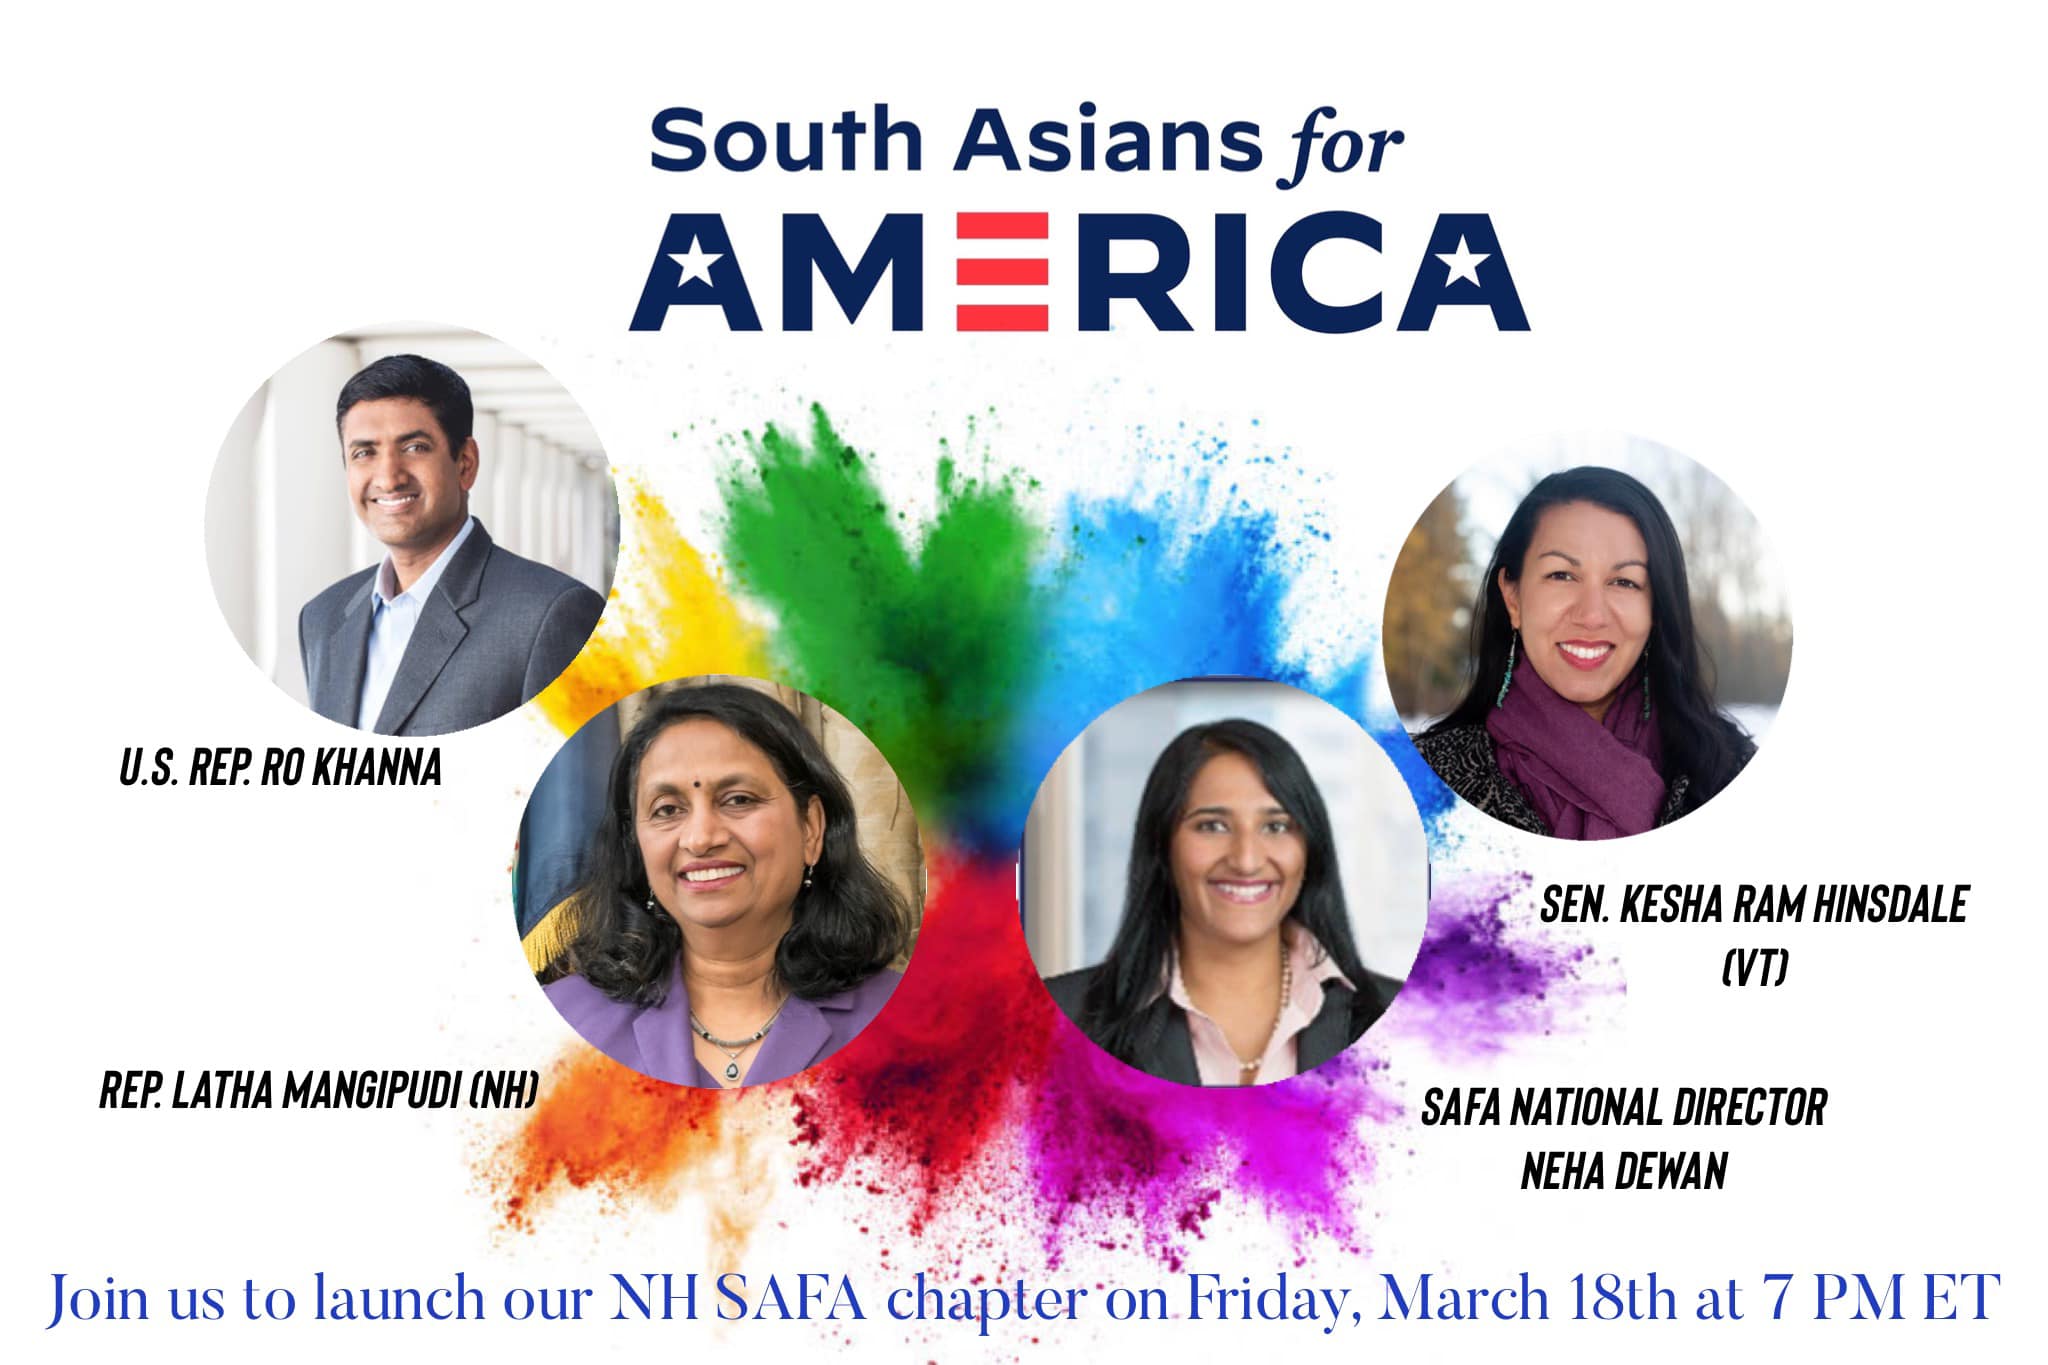 South Asians for
AMERICA
U.S. REP. RO KHANNA
SEN. KESHA RAM HINSDALE
(VT)
REP. LATHA MANGIPUDI (NH)
SAFA NATIONAL DIRECTOR
NEHA DEWAN
Join us to launch our NH SAFA chapter on Friday, March 18th at 7 PM ET